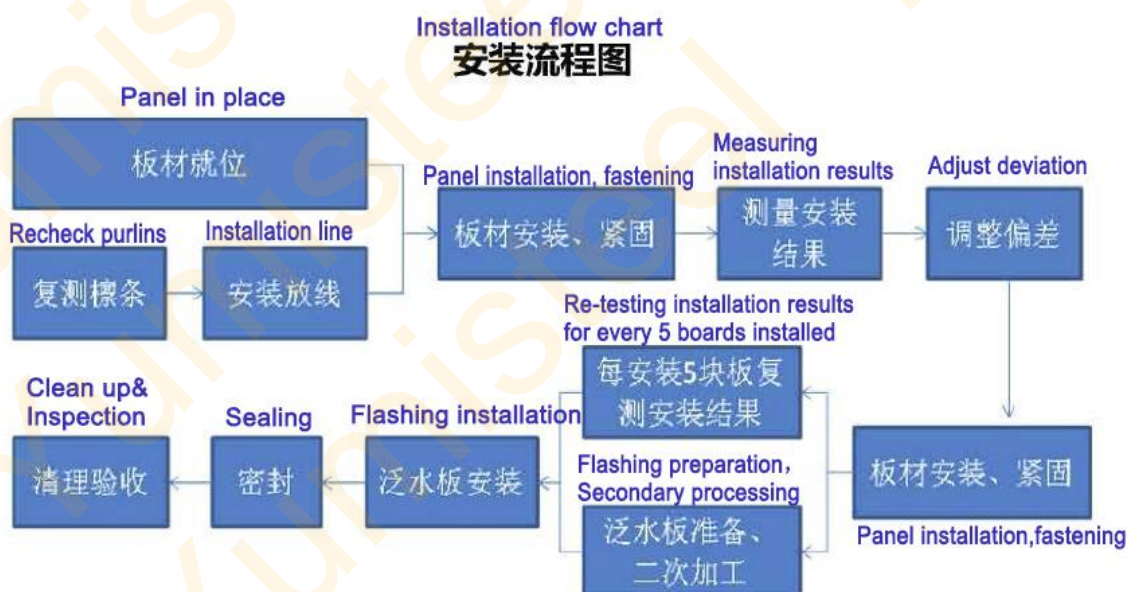 Installation flow chart
安装流程图
Panel in place
板材就位
Recheck purlins
复测檩条
Installation line
安装放线
Panel installation, fastening
板材安装、紧固
Measuring
installation results
测量安装
结果
Adjust deviation
调整偏差
Re-testing installation results
for every 5 boards installed
每安装5块板复
测安装结果
Flashing preparation，
Secondary processing
泛水板准备、
二次加工
板材安装、紧固
Panel installation,fastening
Flashing installation
泛水板安装
Sealing
密封
Clean up&
Inspection
清理验收
Yumisteel
Yumisteel